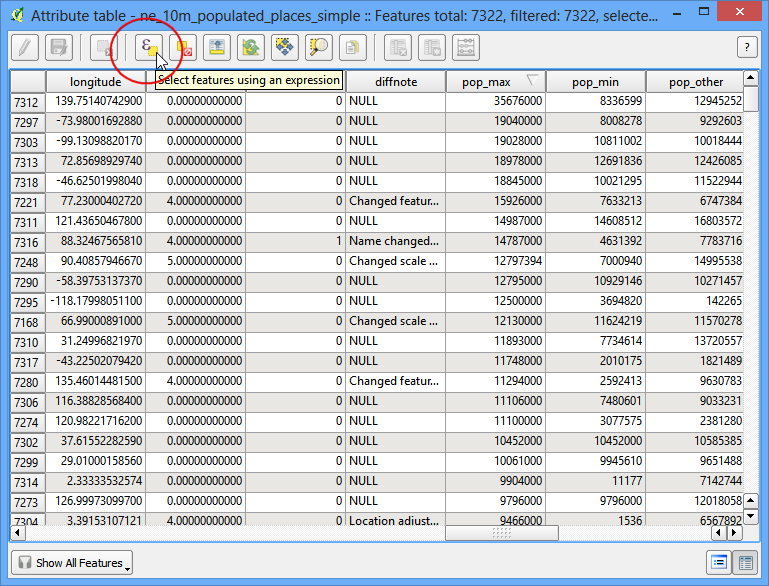 Attribute table - ne_10m_populated_places_simple :: Features total: 7322, filtered: 7322, selecte...
ε
?
Select features using an expression
longitude diffnote pop_max pop_min pop_other
7312 139.75140742900 0.00000000000 0 NULL 35676000 8336599 12945252
7297 -73.98001692880 0.00000000000 0 NULL 19040000 8008278 9292603
7303 -99.13098820170 0.00000000000 0 NULL 19028000 10811002 10018444
7313 72.85698929740 0.00000000000 0 NULL 18978000 12691836 12426085
7318 -46.62501998040 0.00000000000 0 NULL 18845000 10021295 11522944
7221 77.23000402720 4.00000000000 0 Changed featur... 15926000 7633213 6747384
7311 121.43650467800 0.00000000000 0 NULL 14987000 14608512 16803572
7316 88.32467565810 4.00000000000 1 Name changed... 14787000 4631392 7783716
7248 90.40857946670 5.00000000000 0 Changed scale ... 12797394 7000940 14995538
7290 -58.39753137370 0.00000000000 0 NULL 12795000 10929146 10271457
7295 -118.17998051100 0.00000000000 0 NULL 12500000 3694820 142265
7168 66.99000891000 5.00000000000 0 Changed scale ... 12130000 11624219 11570278
7310 31.24996821970 0.00000000000 0 NULL 11893000 7734614 13720557
7317 -43.22502079420 0.00000000000 0 NULL 11748000 2010175 1821489
7280 135.46014481500 4.00000000000 0 Changed featur... 11294000 2592413 9630783
7306 116.38828568400 0.00000000000 0 NULL 11106000 7480601 9033231
7274 120.98221716200 0.00000000000 0 NULL 11100000 3077575 2381280
7302 37.61552282590 0.00000000000 0 NULL 10452000 10452000 10585385
7299 29.01000158560 0.00000000000 0 NULL 10061000 9945610 9651488
7314 2.33333532574 0.00000000000 0 NULL 9904000 11177 7142744
7273 126.99973099700 0.00000000000 0 NULL 9796000 9796000 12018058
7304 3.39153107121 4.00000000000 0 Location adjust... 9466000 1536 6567892
Show All Features